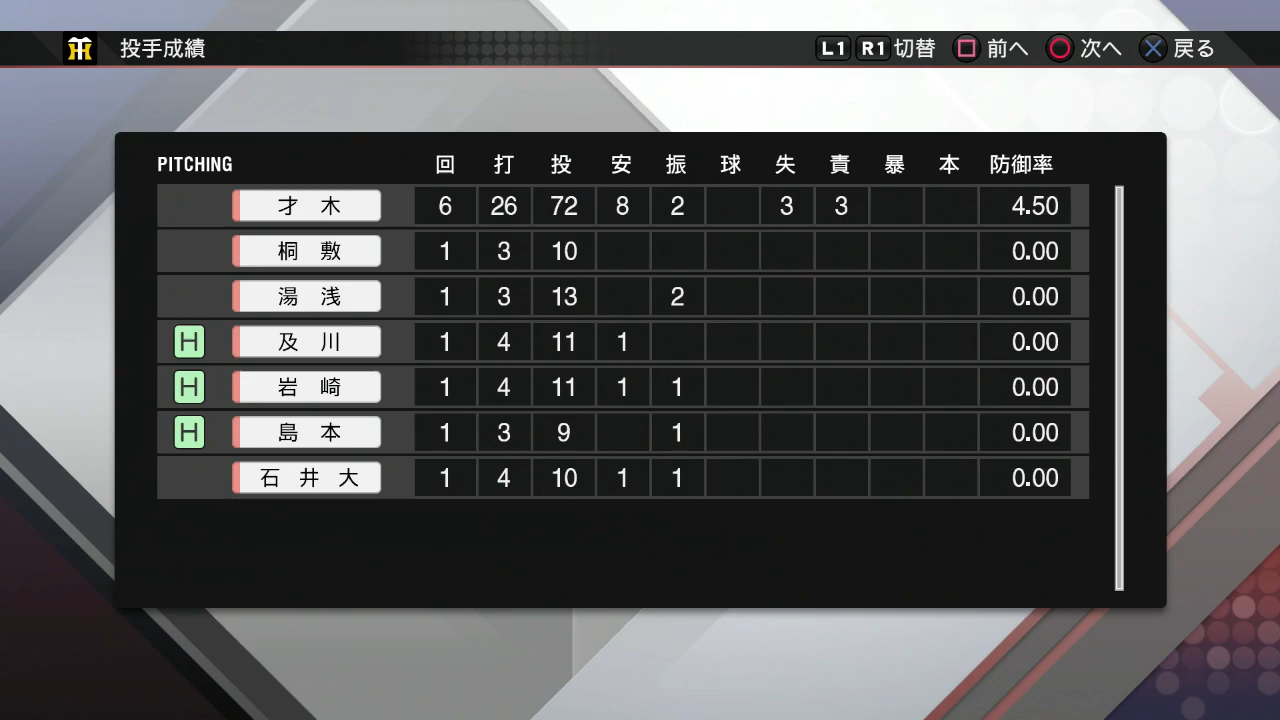 投手成績 L1 R1 切替 前へ 次へ 戻る
PITCHING 回 打 投 安 振 球 失 責 暴 本 防御率
才木 6 26 72 8 2 3 3 4.50
桐敷 1 3 10 0.00
湯浅 1 3 13 2 0.00
H 及川 1 4 11 1 0.00
H 岩崎 1 4 11 1 1 0.00
H 島本 1 3 9 1 0.00
石井大 1 4 10 1 1 0.00